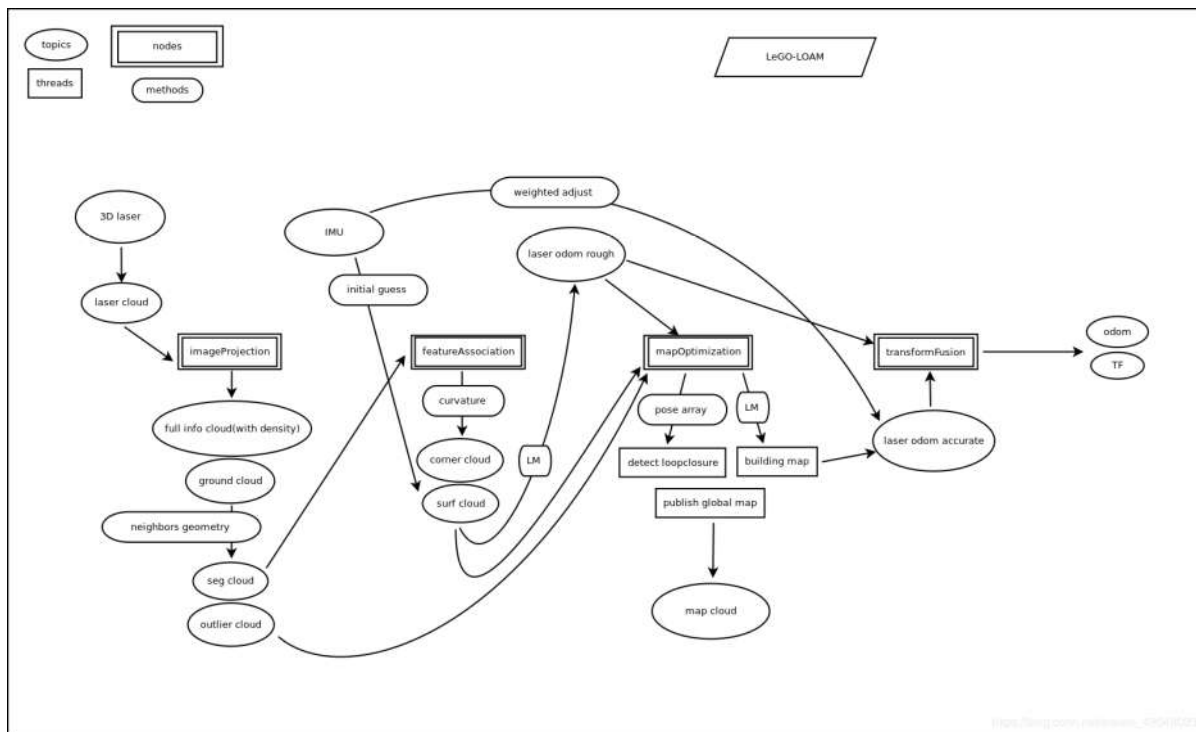 topics
nodes
threads
methods
LeGO-LOAM
3D laser
IMU
weighted adjust
laser odom rough
initial guess
laser cloud
imageProjection
featureAssociation
mapOptimization
transformFusion
odom
TF
full info cloud(with density)
ground cloud
neighbors geometry
seg cloud
outlier cloud
curvature
corner cloud
surf cloud
LM
pose array
LM
detect loopclosure
building map
laser odom accurate
publish global map
map cloud